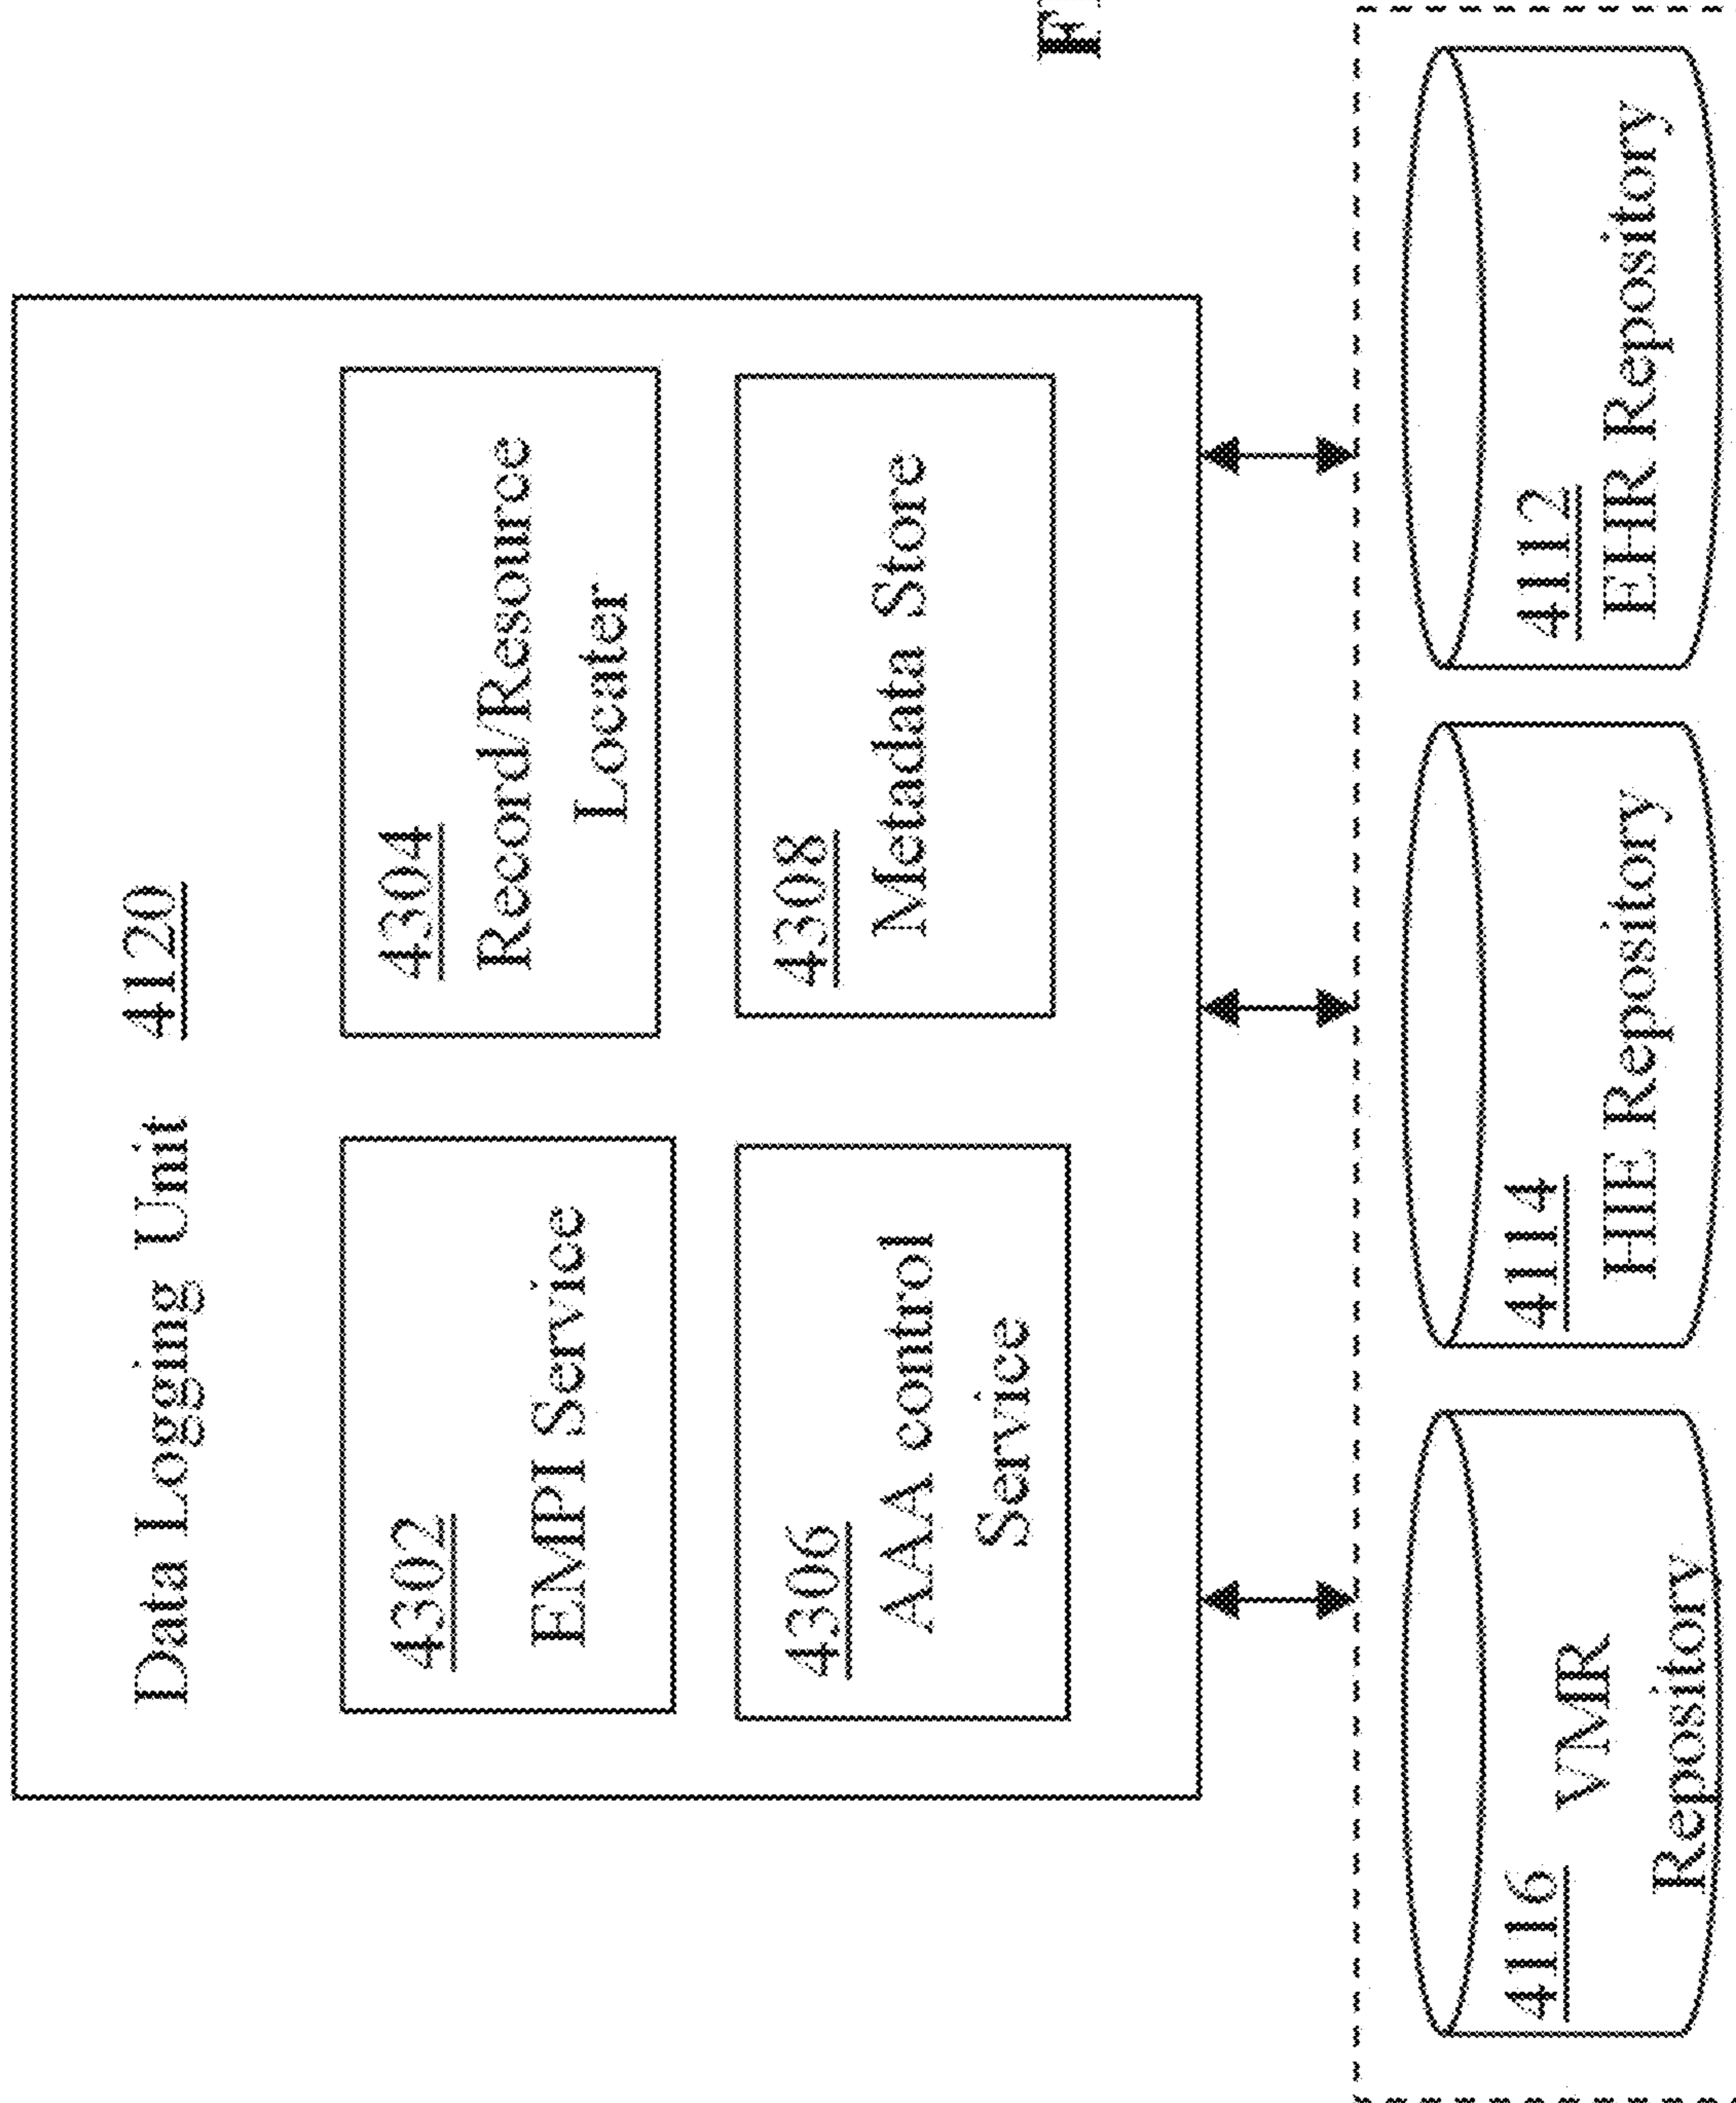 Data Logging Unit 4120
4302
EMPI Service
4304
Record/Resource
Locater
4306
AAA control
Service
4308
Metadata Store
4116
VMR
Repository
4114
HIE Repository
4112
EHR Repository